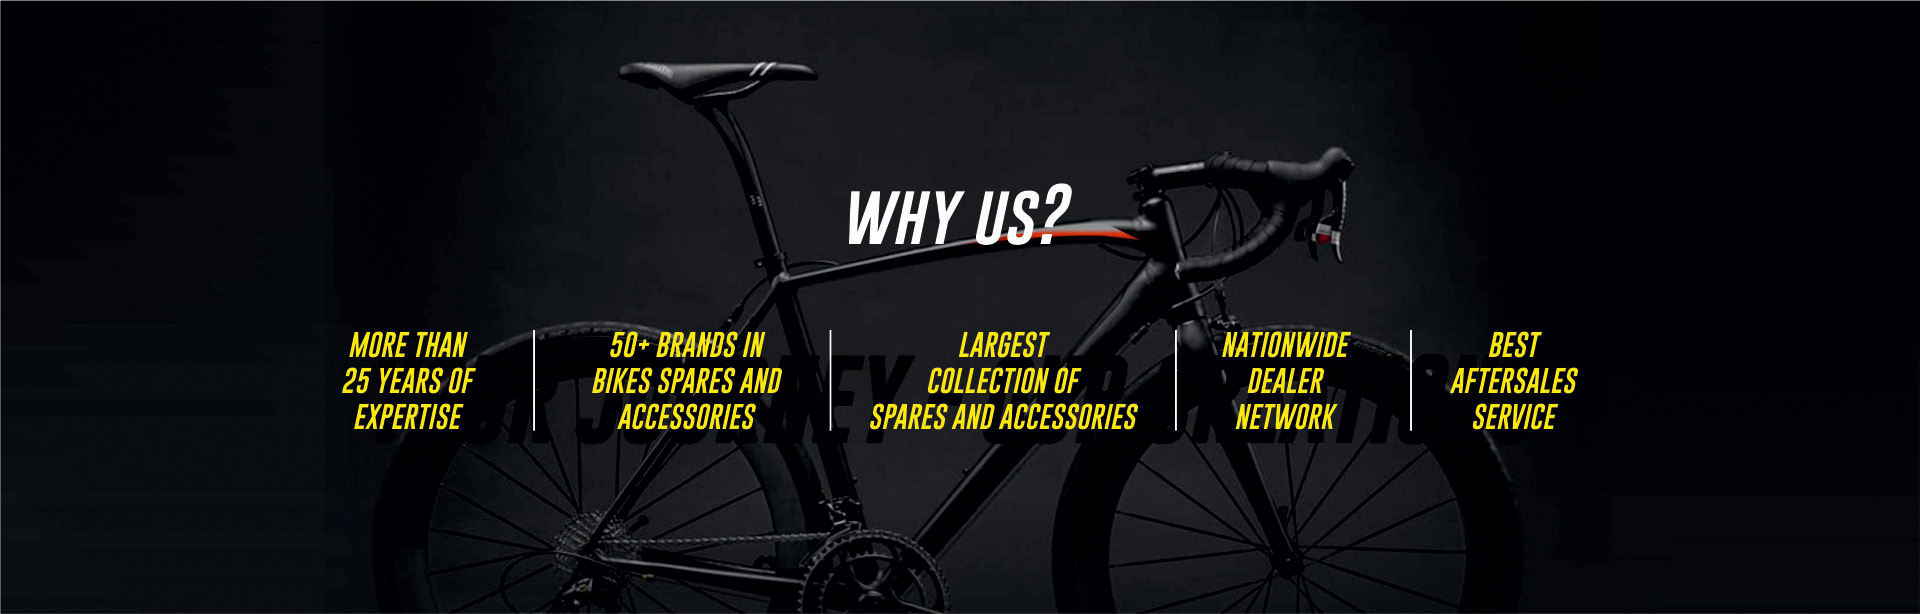 WHY US?
MORE THAN
25 YEARS OF
EXPERTISE
50+ BRANDS IN
BIKES SPARES AND
ACCESSORIES
LARGEST
COLLECTION OF
SPARES AND ACCESSORIES
NATIONWIDE
DEALER
NETWORK
BEST
AFTERSALES
SERVICE